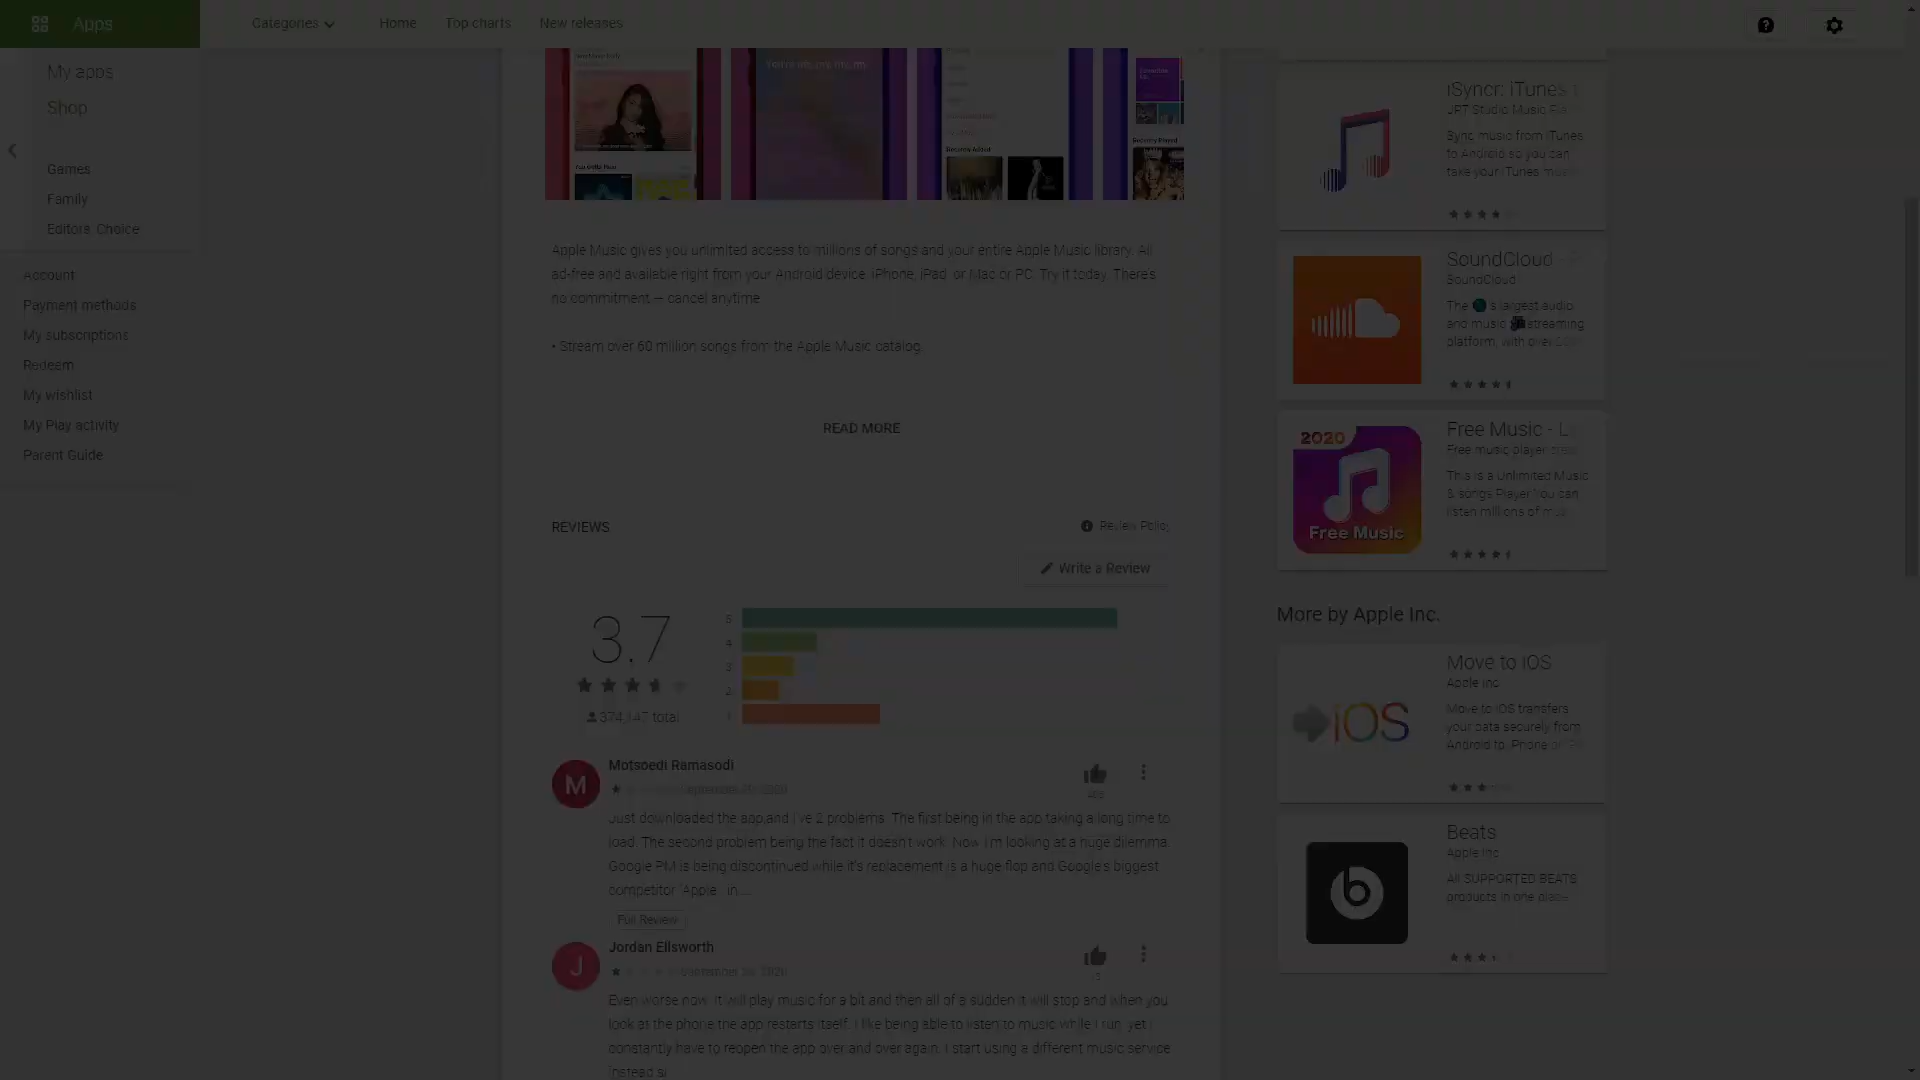 Apps
Categories
Home
Top charts
New releases
My apps
Shop
Games
Family
Editors' Choice
Account
Payment methods
My subscriptions
Redeem
My wishlist
My Play activity
Parent Guide
Apple Music gives you unlimited access to millions of songs and your entire Apple Music library. All
ad-free and available right from your Android device, iPhone, iPad, or Mac or PC. Try it today. There's
no commitment — cancel anytime.
• Stream over 60 million songs from the Apple Music catalog.
READ MORE
REVIEWS
Review Policy
Write a Review
3.7
374,147 total
5
4
3
2
1
Motsoedi Ramasodi
Just downloaded the app,and I've 2 problems. The first being in the app taking a long time to
load. The second problem being the fact it doesn't work. Now I'm looking at a huge dilemma.
Google PM is being discontinued while it's replacement is a huge flop and Google's biggest
competitor "Apple" in....
Full Review
Jordan Ellsworth
Even worse now. It will play music for a bit and then all of a sudden it will stop and when you
look at the phone the app restarts itself. I like being able to listen to music while I run, yet I
constantly have to reopen the app over and over again. I start using a different music service
instead si
iSyncr: iTunes
JRT Studio Music
Sync music from iTunes
to Android so you can
take your iTunes
SoundCloud
SoundCloud
The 's largest audio
and music streaming
platform, with over
2020
Free Music
Free Music - L
Free music player
This is a Unlimited Music
& songs Player You can
listen millions of
More by Apple Inc.
iOS
Move to iOS
Apple Inc.
Move to iOS transfers
your data securely from
Android to iPhone or
Beats
Apple Inc.
All SUPPORTED BEATS
products in one place